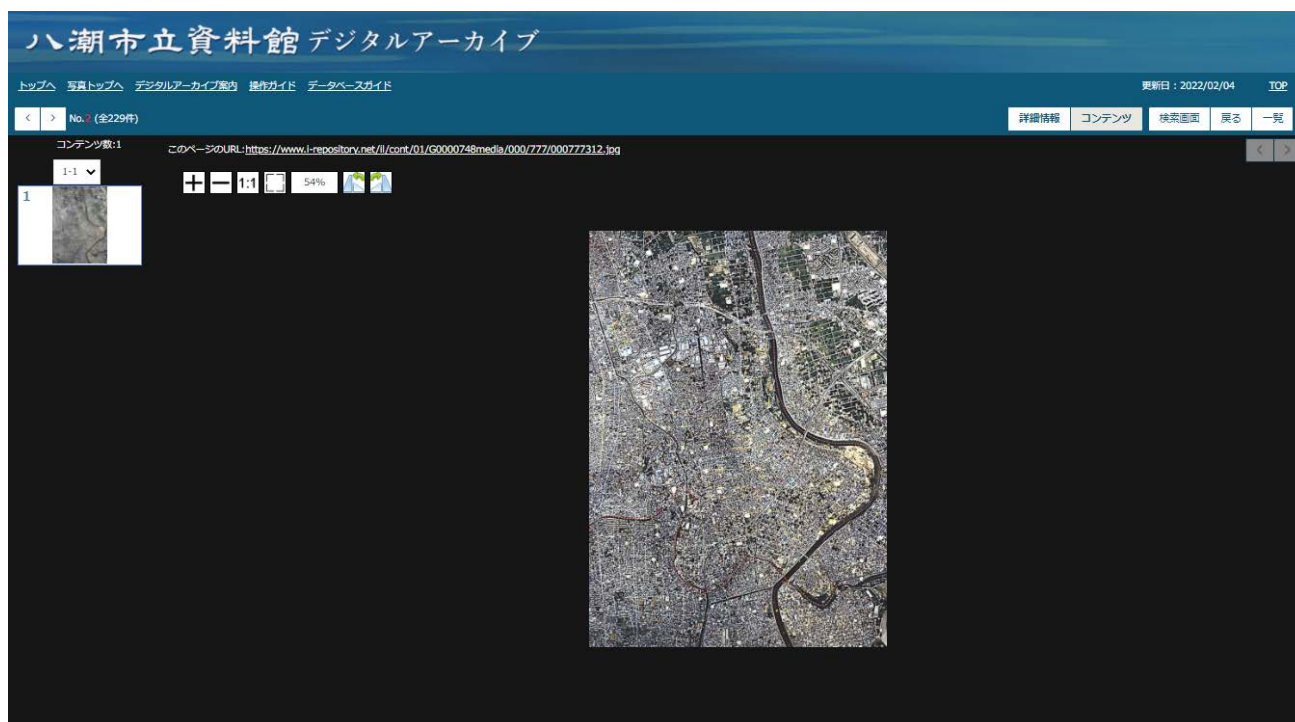 八潮市立資料館 デジタルアーカイブ
トップへ 写真トップへ デジタルアーカイブ案内 操作ガイド データベースガイド 更新日：2022/02/04 TOP
< > No.2 (全229件) 詳細情報 コンテンツ 検索画面 戻る 一覧
コンテンツ数:1 このページのURL:https://www.i-repository.net/il/cont/01/G0000748media/000/777/000777312.jpg < >
1-1
1:1 54%
1